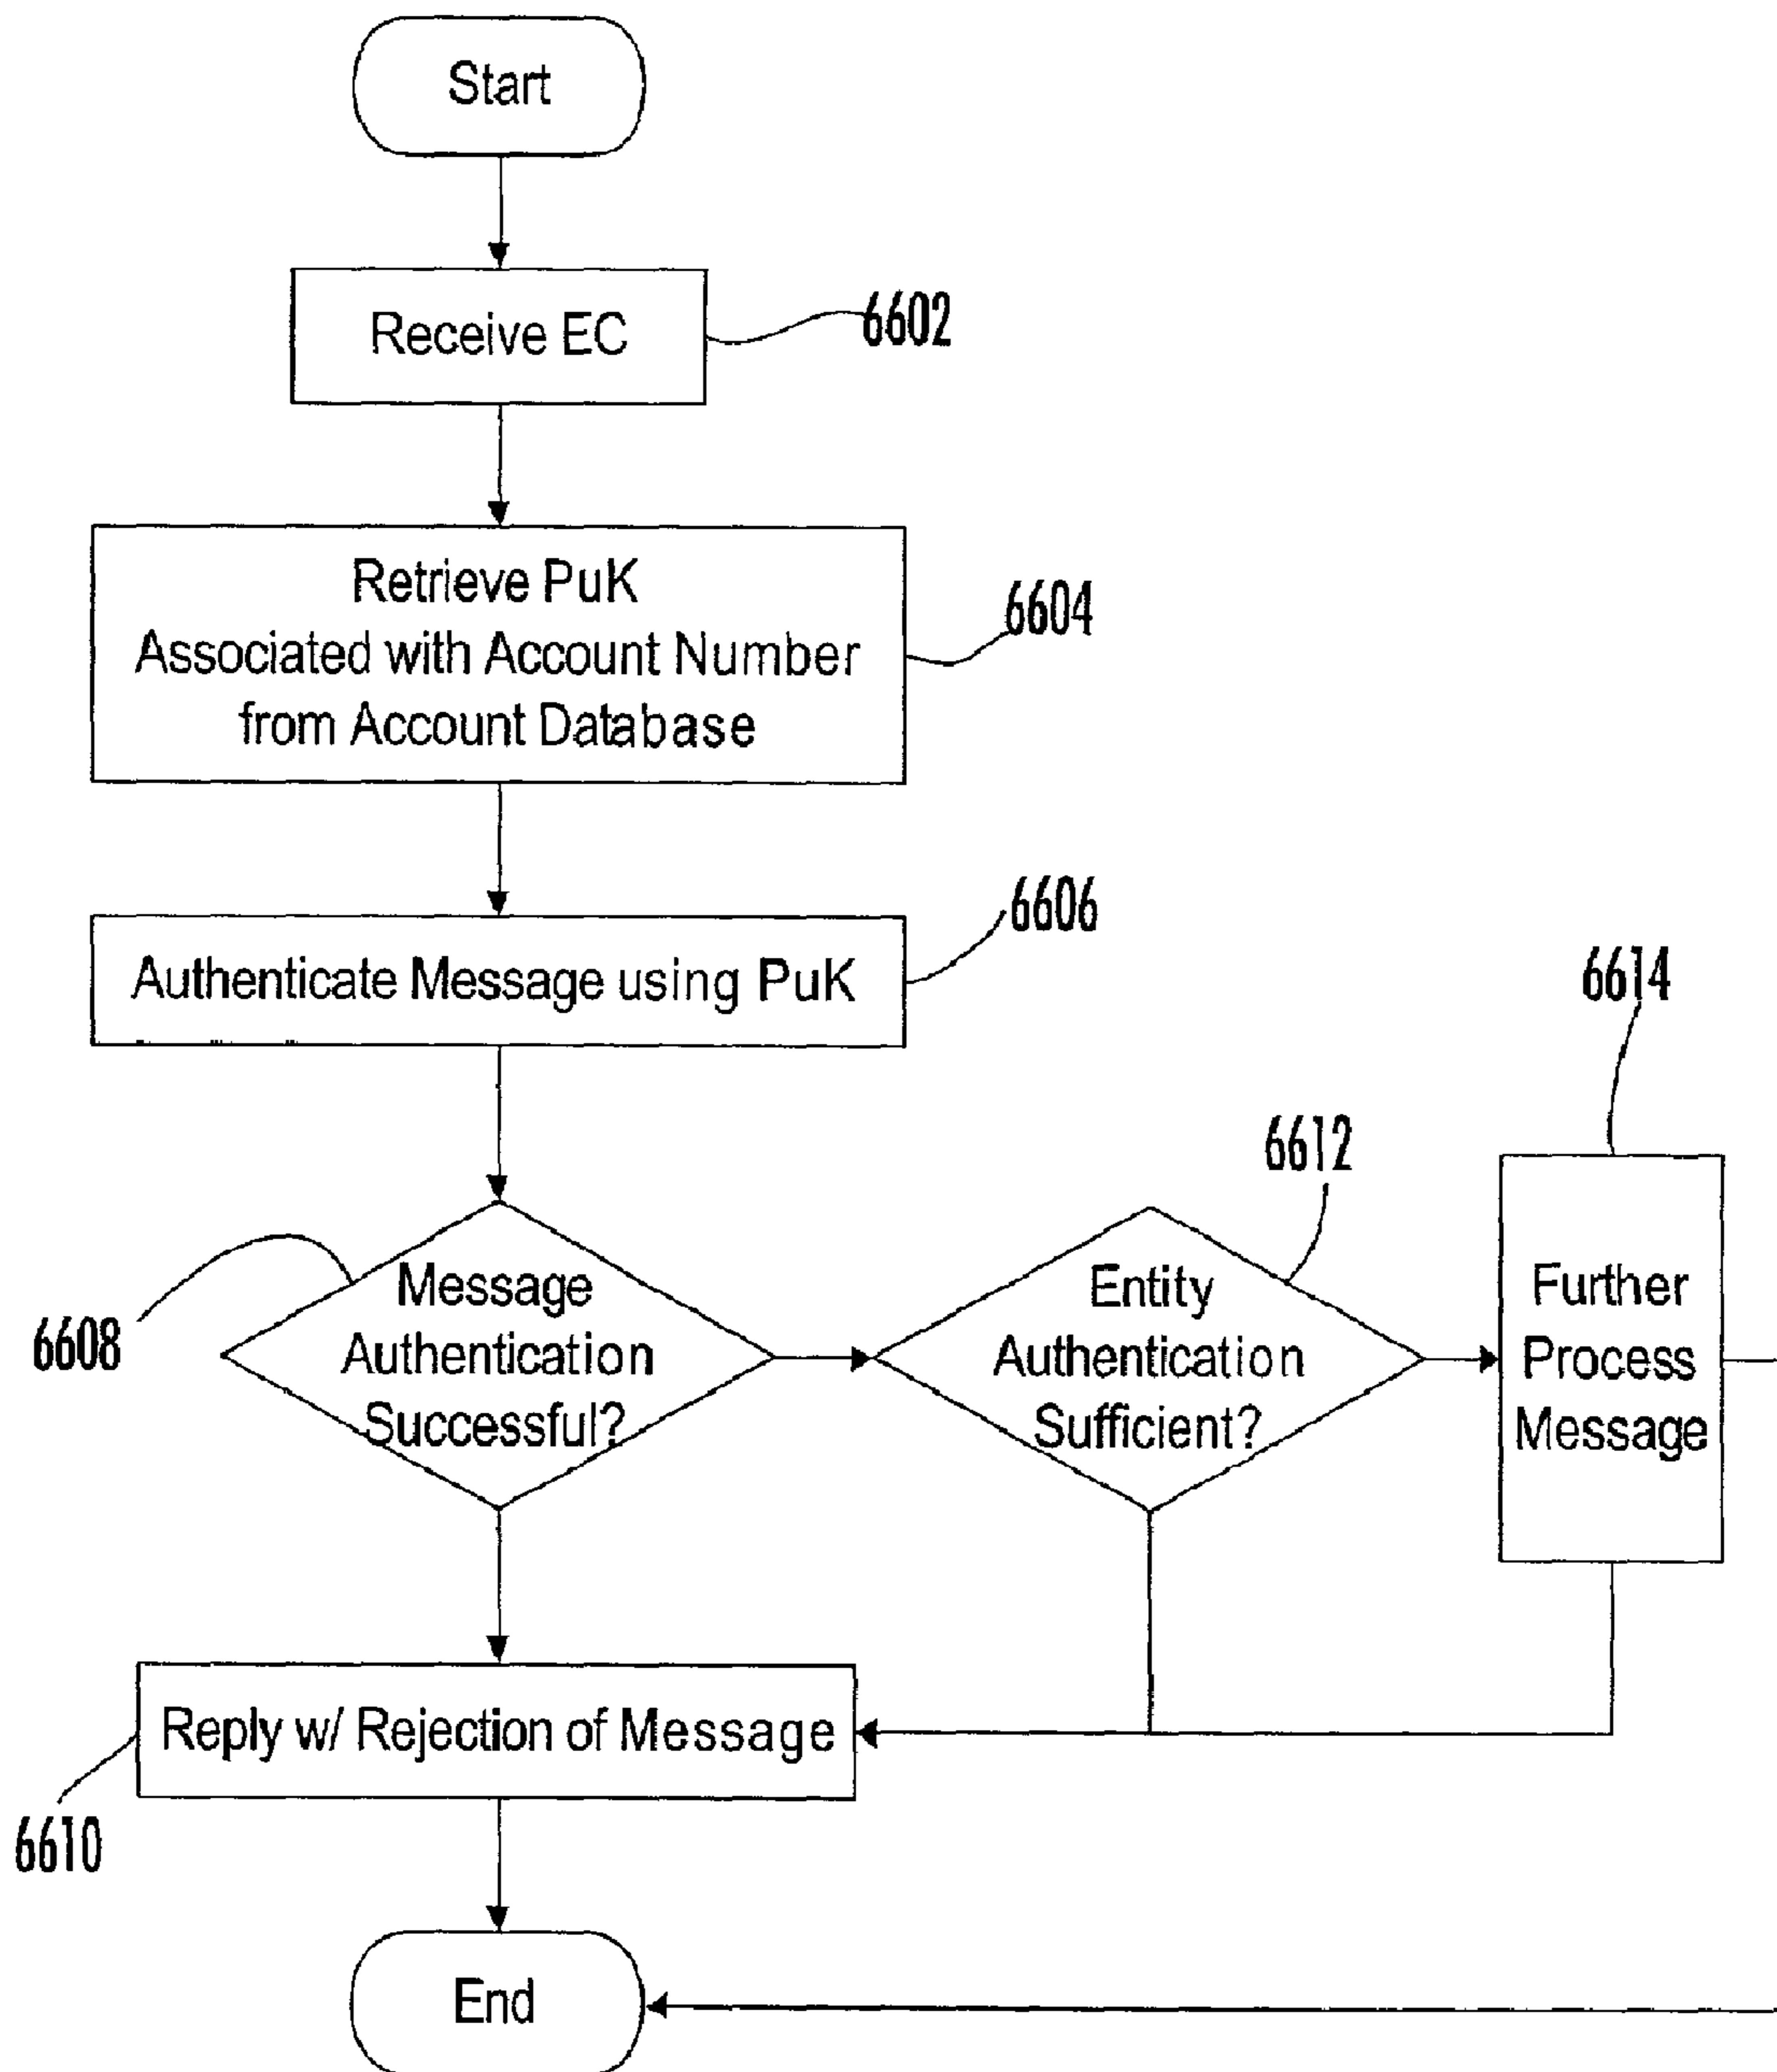 Start
Receive EC
6602
Retrieve PuK
Associated with Account Number
from Account Database
6604
Authenticate Message using PuK
6606
6614
6612
Message
Authentication
Successful?
6608
Entity
Authentication
Sufficient?
Further
Process
Message
Reply w/ Rejection of Message
6610
End